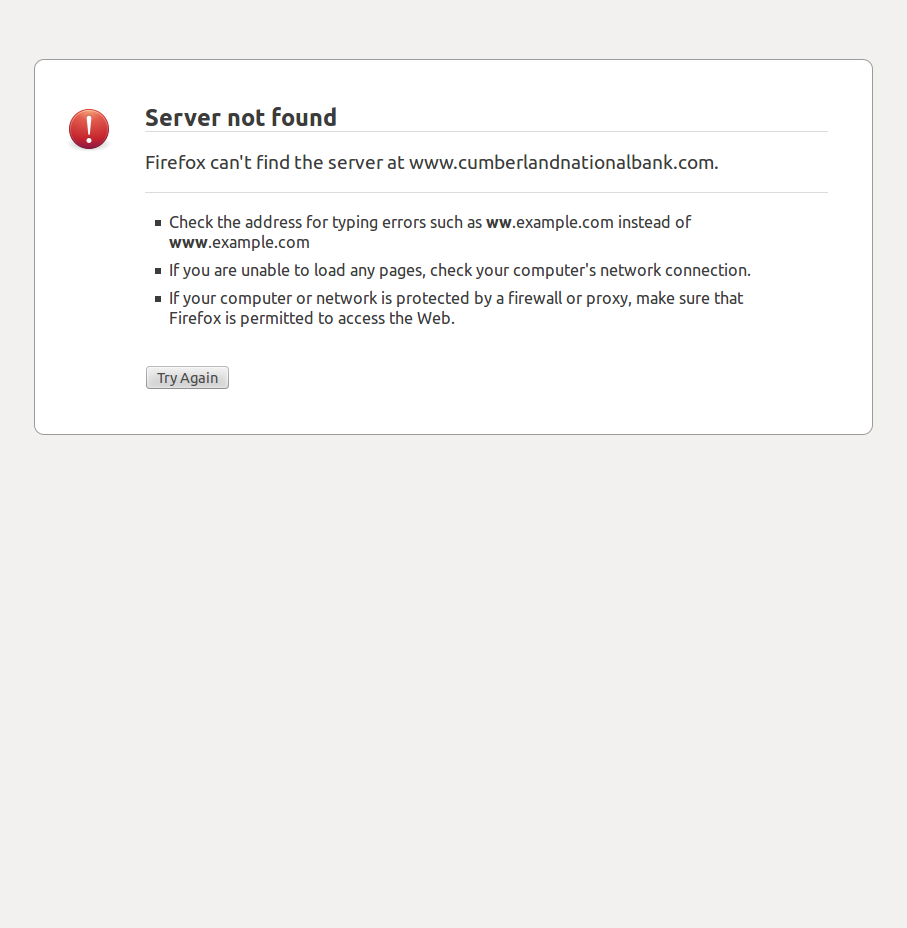 Server not found
Firefox can't find the server at www.cumberlandnationalbank.com.
Check the address for typing errors such as ww.example.com instead of
www.example.com
If you are unable to load any pages, check your computer's network connection.
If your computer or network is protected by a firewall or proxy, make sure that
Firefox is permitted to access the Web.
Try Again